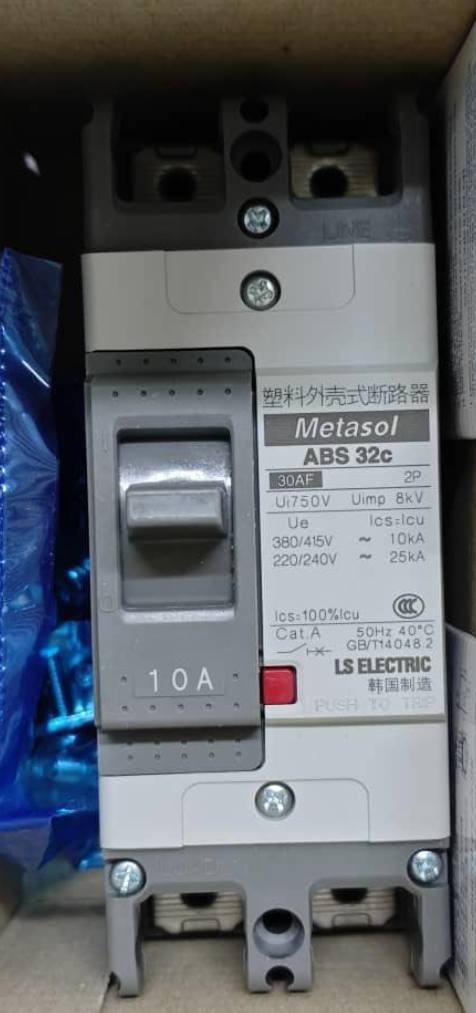 LINE
塑料外壳式断路器
Metasol
ABS 32c
30AF 2P
Ui750V Uimp 8kV
Ue Ics=Icu
380/415V ~ 10kA
220/240V ~ 25kA
Ics=100%Icu
CCC
Cat.A 50Hz 40°C
GB/T14048.2
LS ELECTRIC
韩国制造
10A
PUSH TO TRIP
LOAD